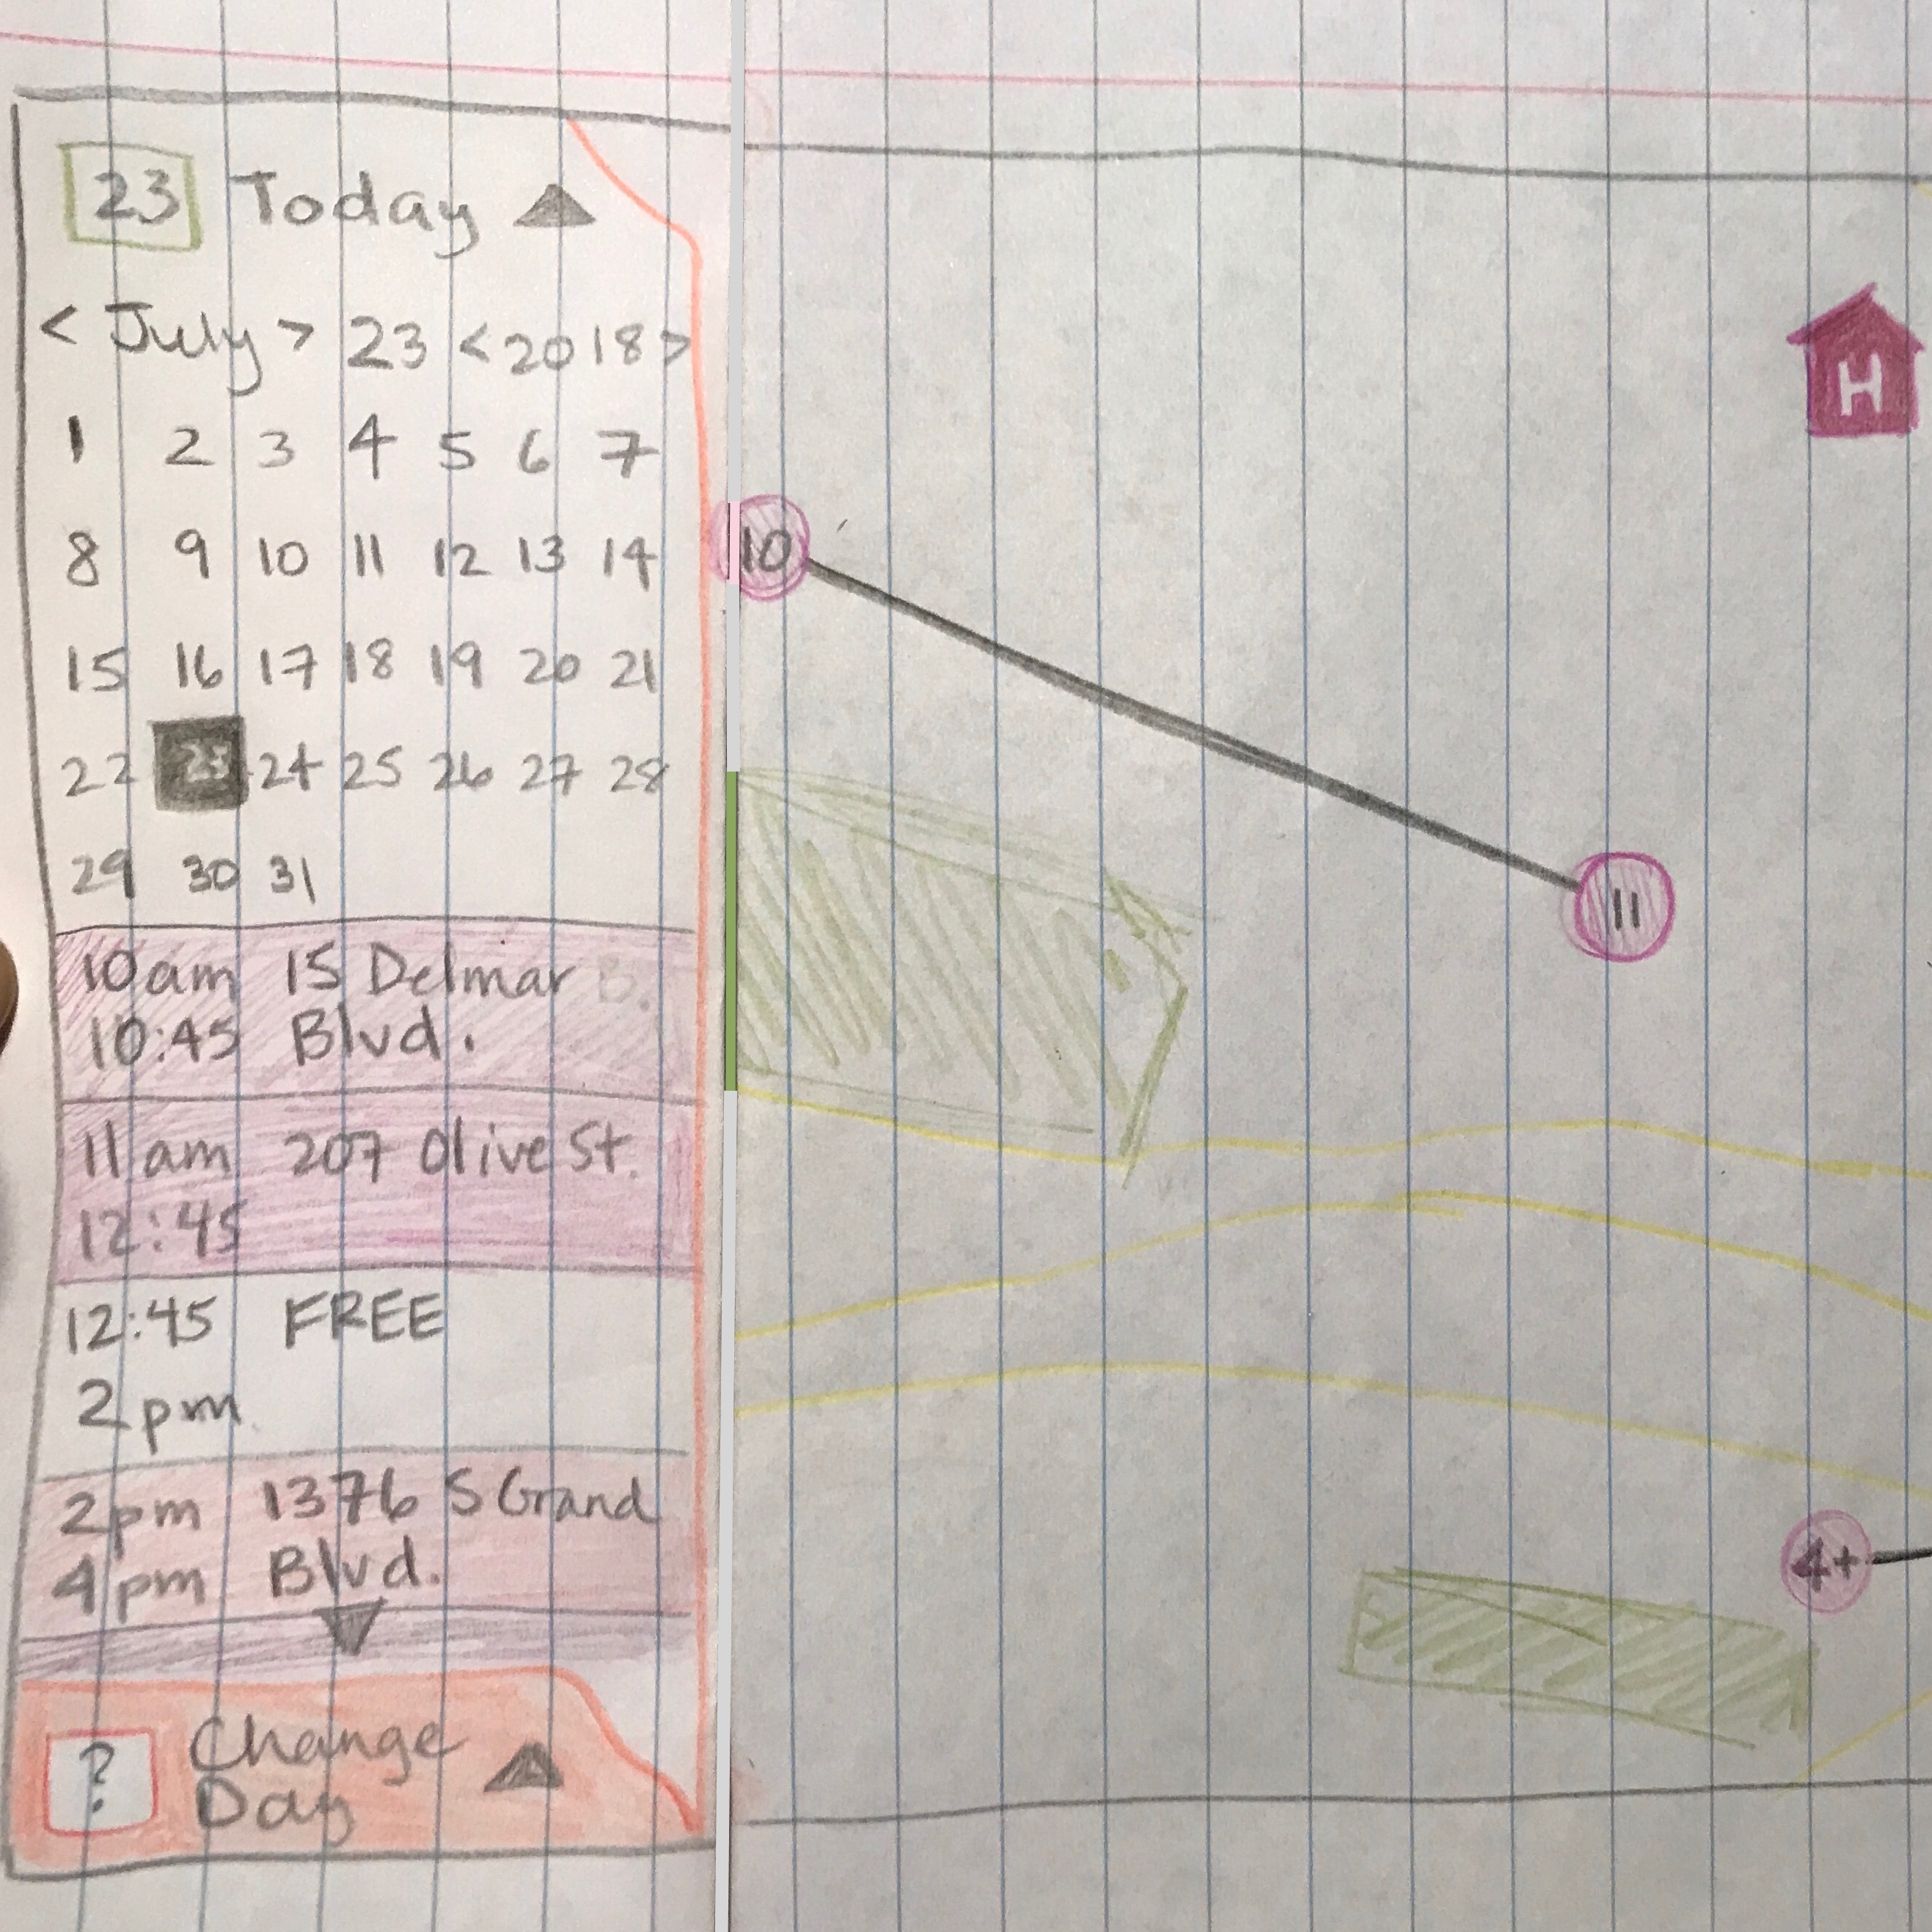 23 Today
< July > 23 <2018>
1 2 3 4 5 6 7
8 9 10 11 12 13 14
15 16 17 18 19 20 21
22 23 24 25 26 27 28
29 30 31
10am 15 Delmar B.
10:45 Blvd.
11am 207 Olive St.
12:45
12:45 FREE
2pm
2pm 1376 S Grand
4pm Blvd.
? Change
Day
H
10
11
4+